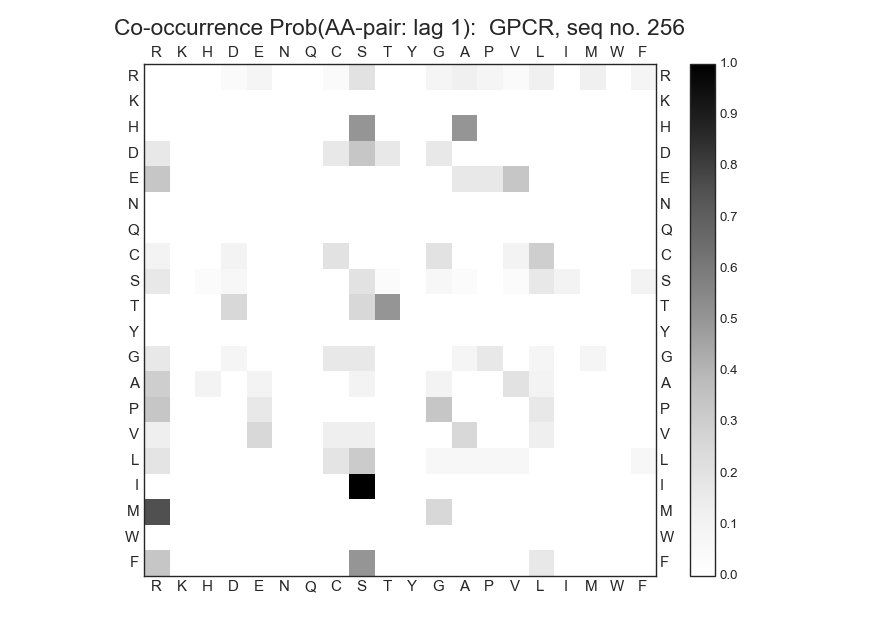 Co-occurrence Prob(AA-pair: lag 1):  GPCR, seq no. 256
R K H D E N Q C S T Y G A P V L I M W F
R R
K K
H H
D D
E E
N N
Q Q
C C
S S
T T
Y Y
G G
A A
P P
V V
L L
I I
M M
W W
F F
R K H D E N Q C S T Y G A P V L I M W F
1.0
0.9
0.8
0.7
0.6
0.5
0.4
0.3
0.2
0.1
0.0